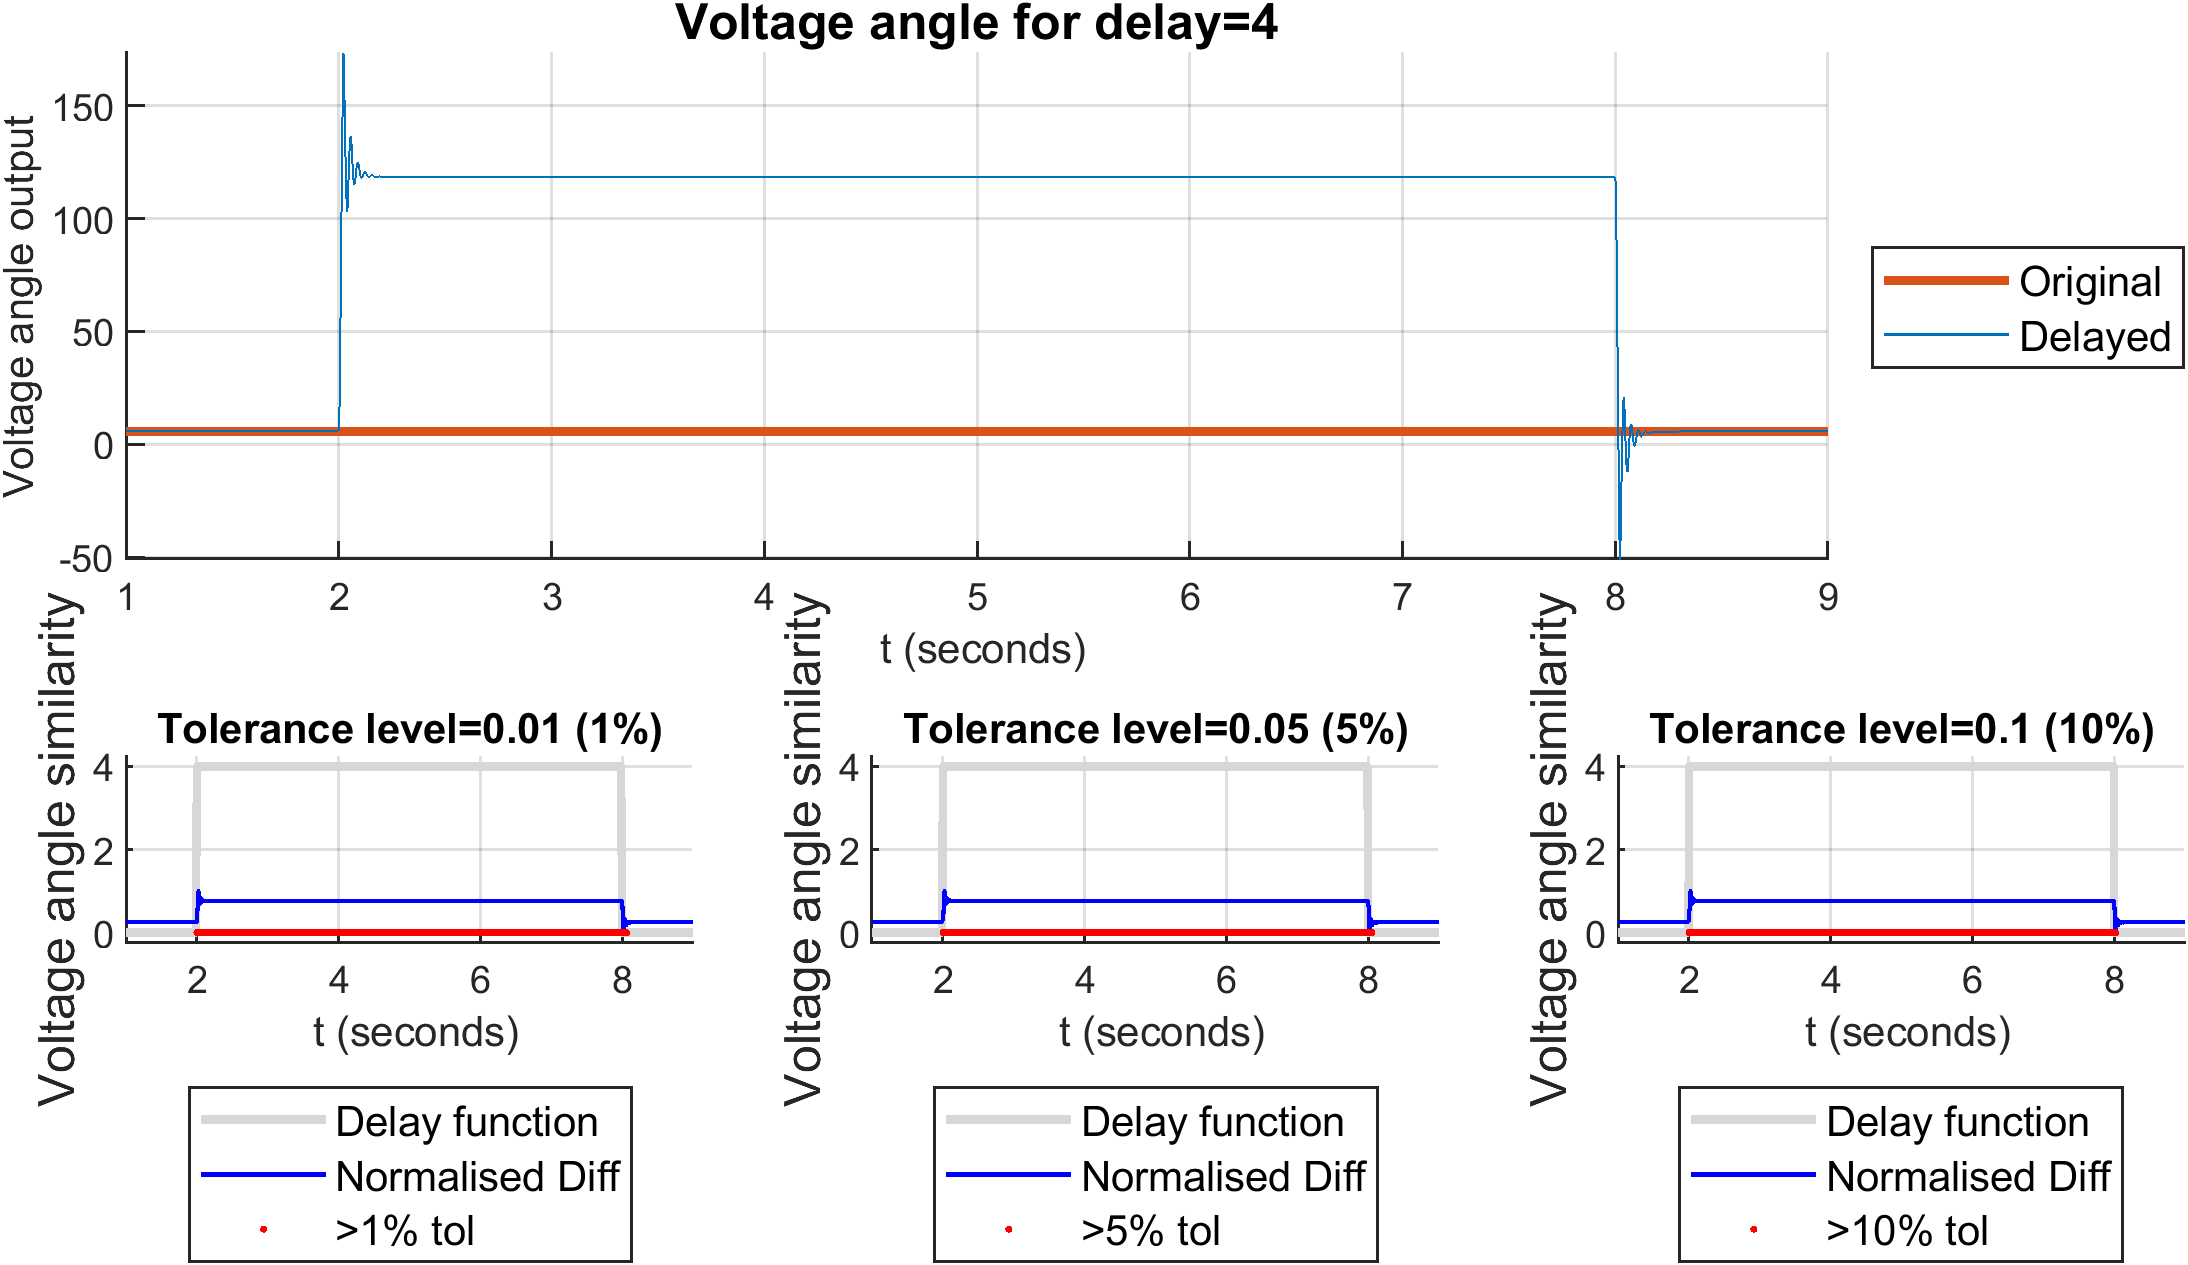 Voltage angle for delay=4
Voltage angle output
150
100
50
0
-50
1 2 3 4 5 6 7 8 9
t (seconds)
Original
Delayed
Tolerance level=0.01 (1%)
Voltage angle similarity
4
2
0
2 4 6 8
t (seconds)
Delay function
Normalised Diff
>1% tol
Tolerance level=0.05 (5%)
Voltage angle similarity
4
2
0
2 4 6 8
t (seconds)
Delay function
Normalised Diff
>5% tol
Tolerance level=0.1 (10%)
Voltage angle similarity
4
2
0
2 4 6 8
t (seconds)
Delay function
Normalised Diff
>10% tol